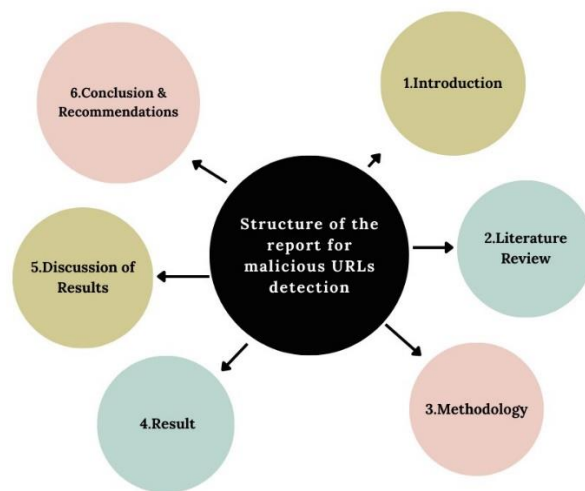 6.Conclusion &
Recommendations
1.Introduction
Structure of the
report for
malicious URLs
detection
2.Literature
Review
5.Discussion of
Results
3.Methodology
4.Result